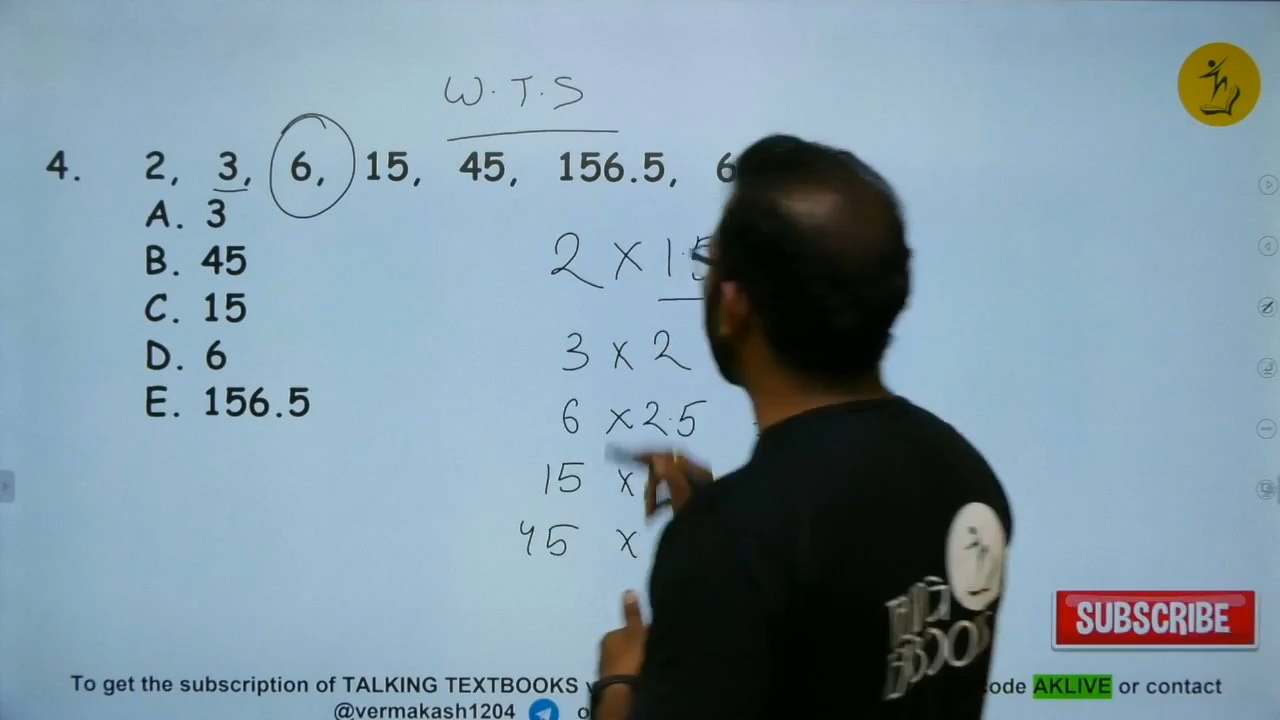 W.T.S
4. 2, 3, 6, 15, 45, 156.5, 6
A. 3
B. 45
C. 15
D. 6
E. 156.5
2 x 1.5
3 x 2
6 x 2.5
15 x
45 x
SUBSCRIBE
To get the subscription of TALKING TEXTBOOKS ode AKLIVE or contact
@vermakash1204